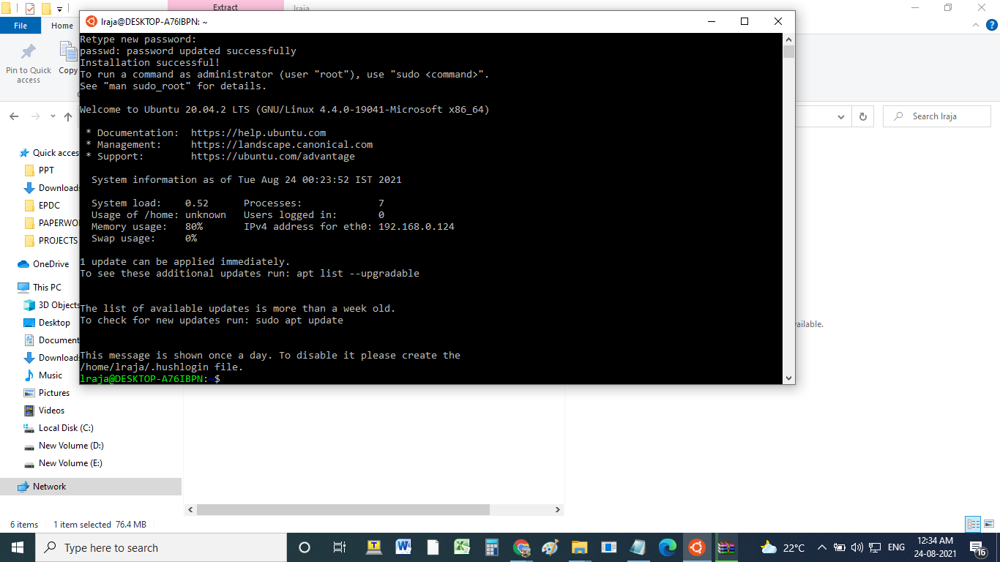 Extract
lraja
File
Home
Pin to Quick
access
Copy
Search lraja
Quick acces
PPT
Downloads
EPDC
PAPERWO
PROJECTS
OneDrive
This PC
3D Objects
Desktop
Document
Downloads
Music
Pictures
Videos
Local Disk (C:)
New Volume (D:)
New Volume (E:)
Network
ailable.
6 items
1 item selected 76.4 MB
lraja@DESKTOP-A76IBPN: ~
Retype new password:
passwd: password updated successfully
Installation successful!
To run a command as administrator (user "root"), use "sudo <command>".
See "man sudo_root" for details.
Welcome to Ubuntu 20.04.2 LTS (GNU/Linux 4.4.0-19041-Microsoft x86_64)
* Documentation: https://help.ubuntu.com
* Management: https://landscape.canonical.com
* Support: https://ubuntu.com/advantage
System information as of Tue Aug 24 00:23:52 IST 2021
System load: 0.52 Processes: 7
Usage of /home: unknown Users logged in: 0
Memory usage: 80% IPv4 address for eth0: 192.168.0.124
Swap usage: 0%
1 update can be applied immediately.
To see these additional updates run: apt list --upgradable
The list of available updates is more than a week old.
To check for new updates run: sudo apt update
This message is shown once a day. To disable it please create the
/home/lraja/.hushlogin file.
lraja@DESKTOP-A76IBPN:~$
Type here to search
22°C
ENG
12:34 AM
24-08-2021
16